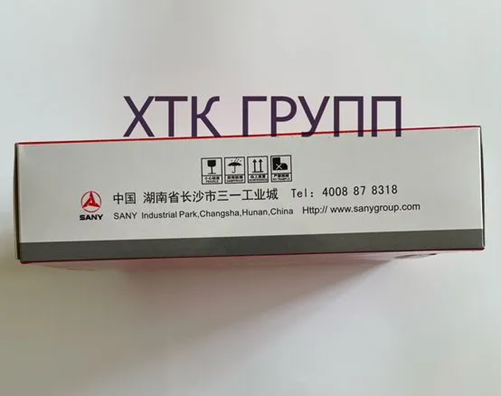 ХТК ГРУПП
SANY
中国 湖南省长沙市三一工业城 Tel: 4008 87 8318
SANY Industrial Park,Changsha,Hunan,China Http:// www.sanygroup.com